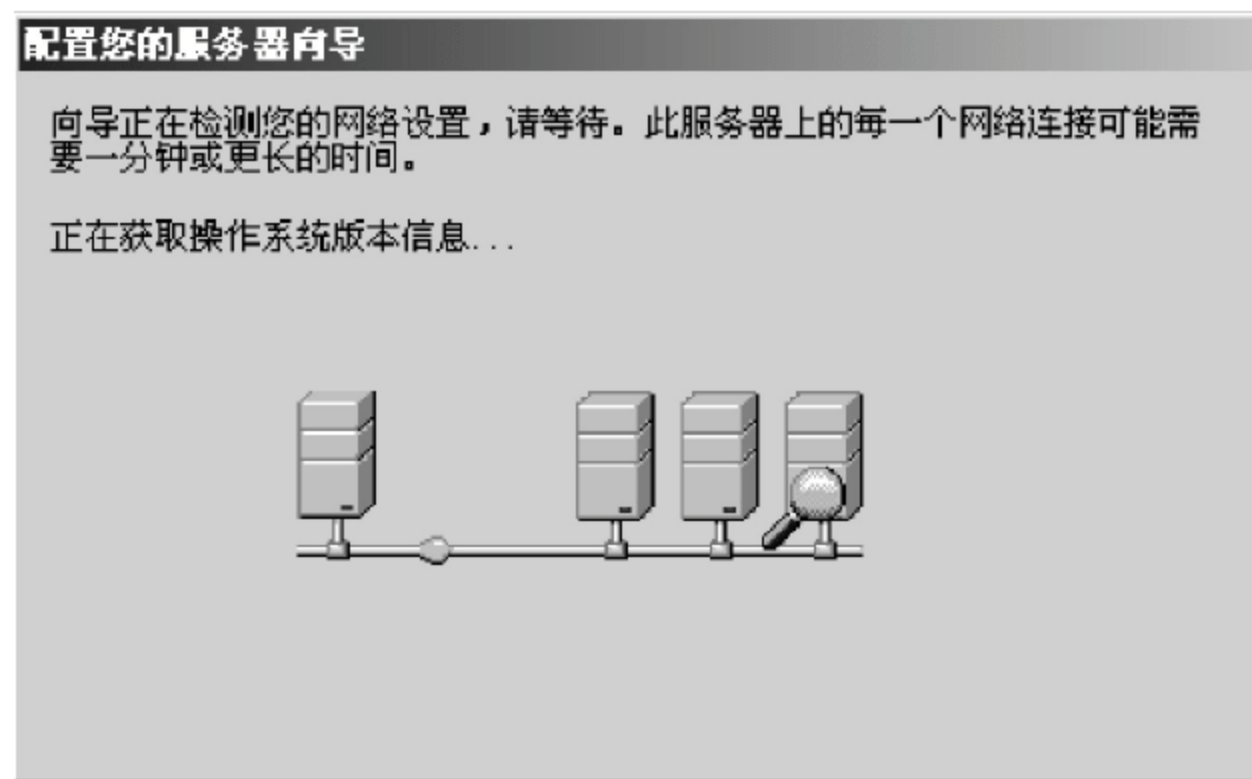 配置您的服务器向导
向导正在检测您的网络设置，请等待。此服务器上的每一个网络连接可能需
要一分钟或更长的时间。
正在获取操作系统版本信息...